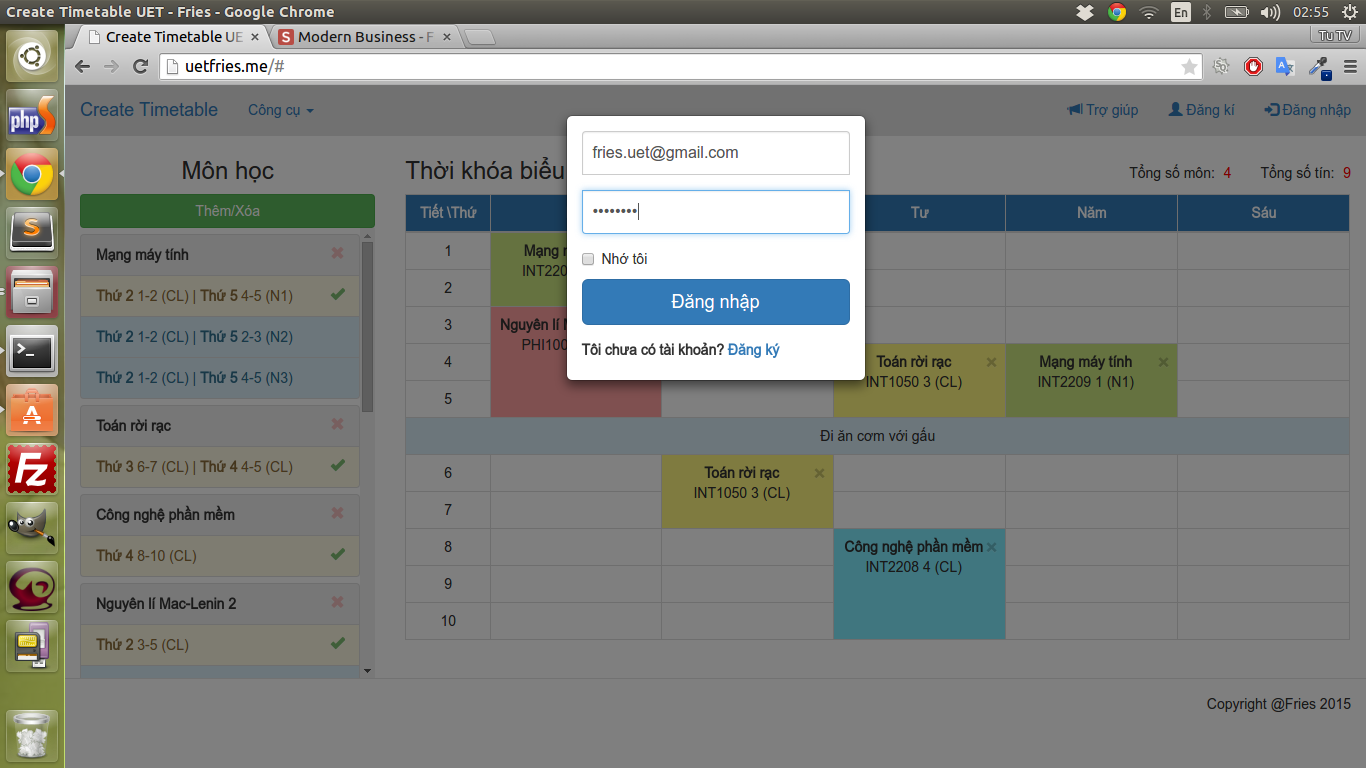 Create Timetable UET - Fries - Google Chrome
En
02:55
Create Timetable UE
Modern Business - F
Tu TV
uetfries.me/#
Create Timetable
Công cụ
Trợ giúp
Đăng kí
Đăng nhập
Môn học
Thêm/Xóa
Mạng máy tính
Thứ 2 1-2 (CL) | Thứ 5 4-5 (N1)
Thứ 2 1-2 (CL) | Thứ 5 2-3 (N2)
Thứ 2 1-2 (CL) | Thứ 5 4-5 (N3)
Toán rời rạc
Thứ 3 6-7 (CL) | Thứ 4 4-5 (CL)
Công nghệ phần mềm
Thứ 4 8-10 (CL)
Nguyên lí Mac-Lenin 2
Thứ 2 3-5 (CL)
Thời khóa biểu
Tổng số môn: 4
Tổng số tín: 9
Tiết \Thứ
Tư
Năm
Sáu
1
Mạng
INT220
2
3
Nguyên lí
PHI100
4
Toán rời rạc
INT1050 3 (CL)
Mạng máy tính
INT2209 1 (N1)
5
Đi ăn cơm với gấu
6
Toán rời rạc
INT1050 3 (CL)
7
8
Công nghệ phần mềm
INT2208 4 (CL)
9
10
fries.uet@gmail.com
••••••••
Nhớ tôi
Đăng nhập
Tôi chưa có tài khoản? Đăng ký
Copyright @Fries 2015
php
S
Fz